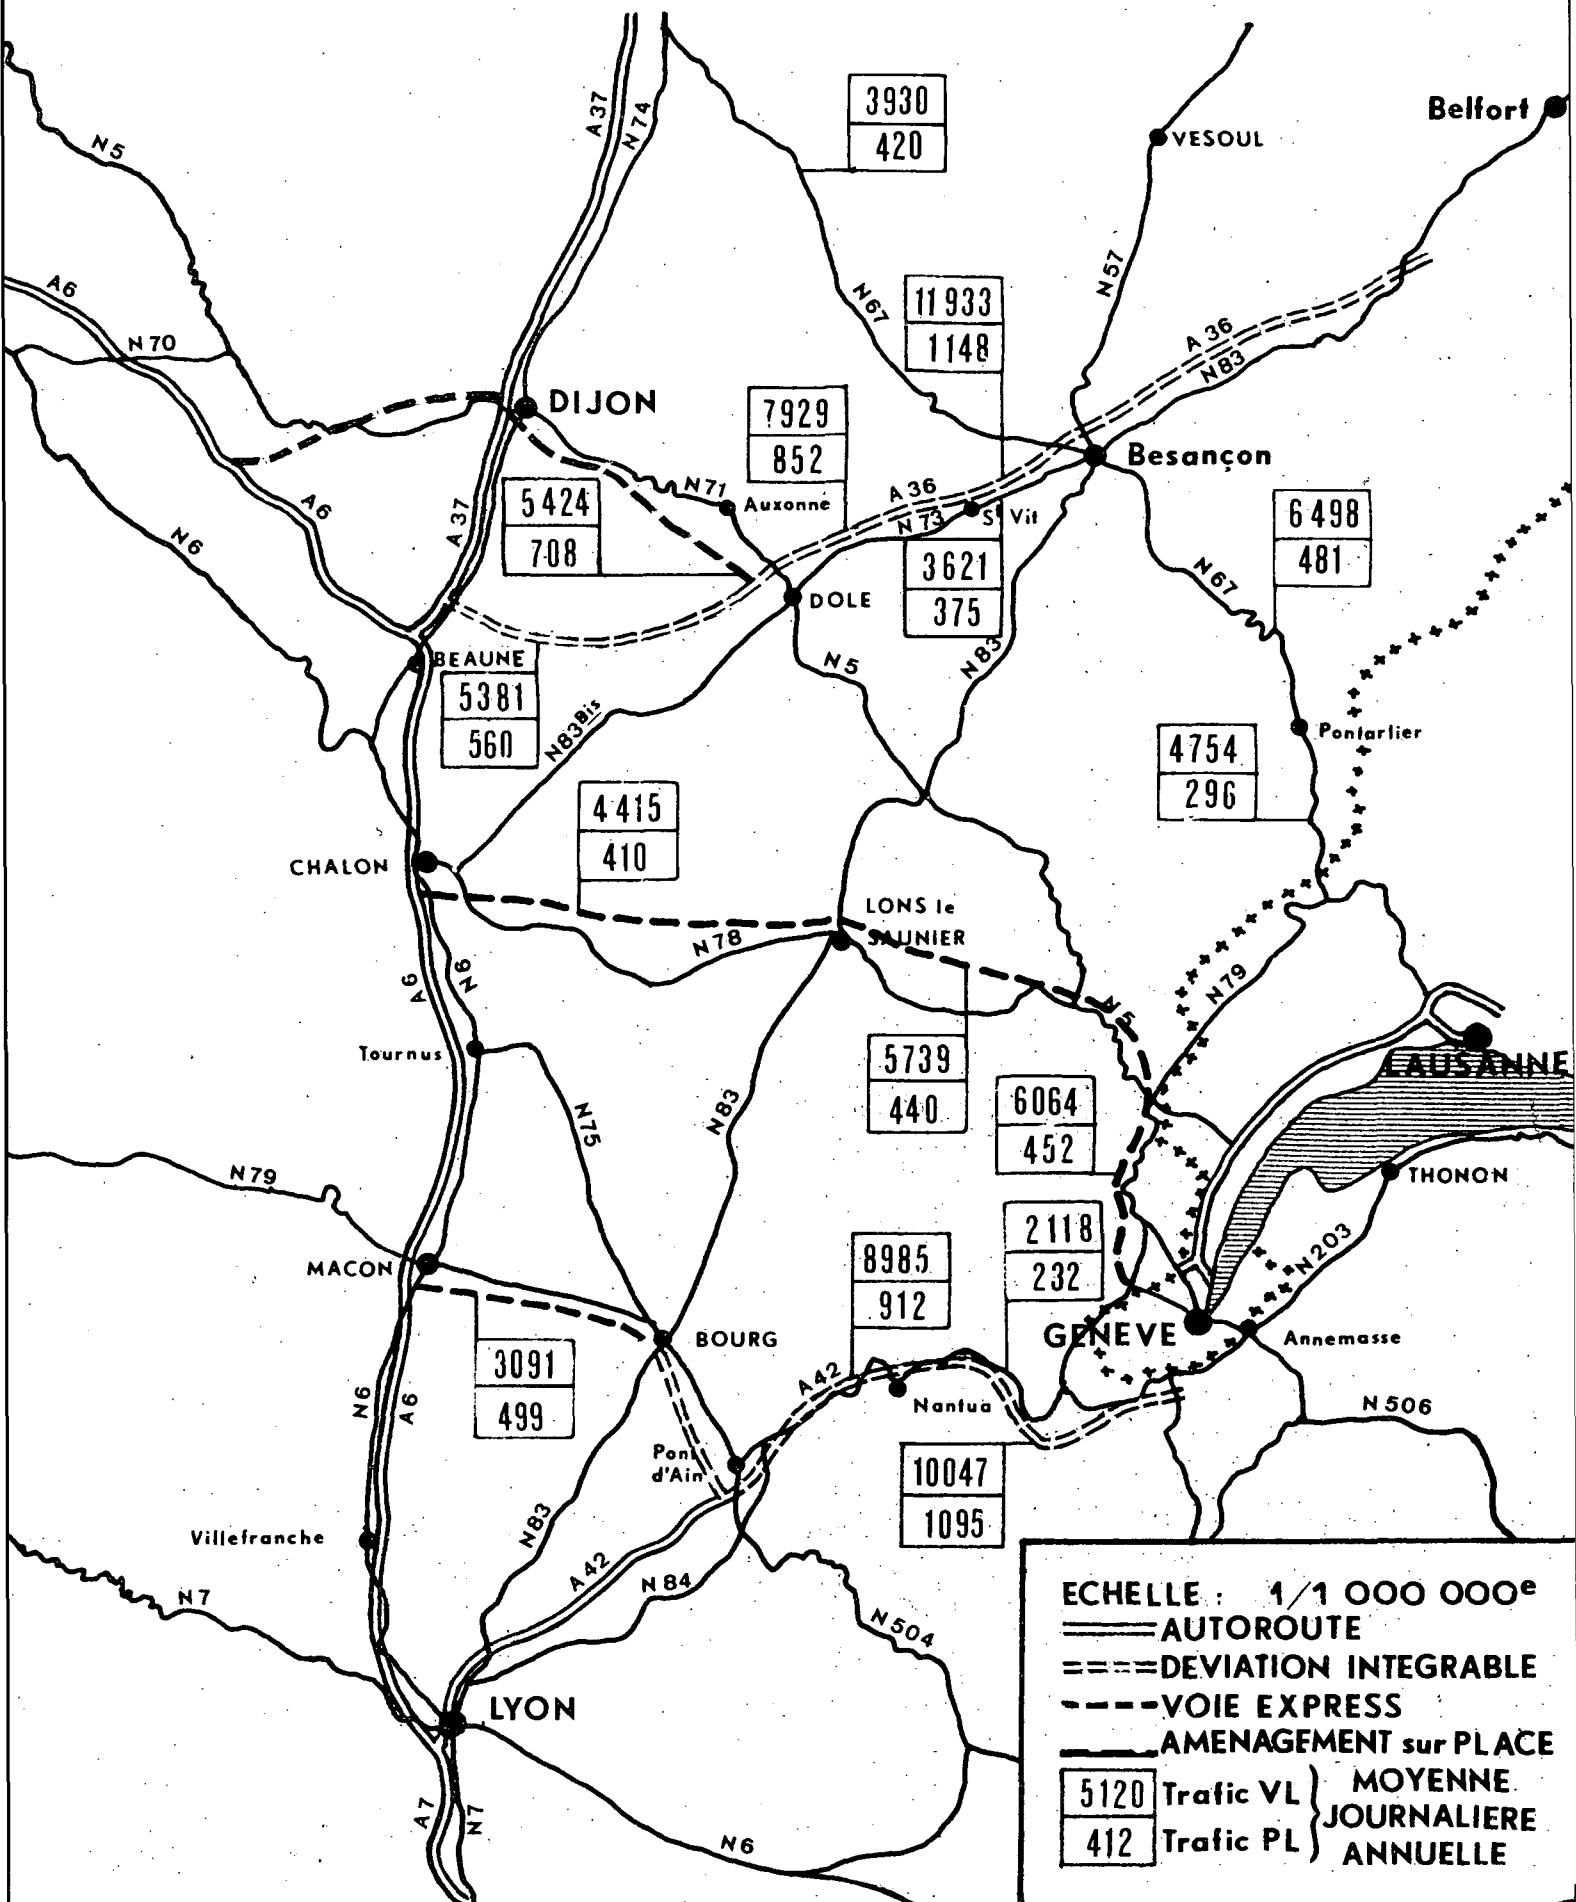 A37
N74
3930
420
Belfort
VESOUL
N5
A6
N57
N67
11933
1148
N70
A36
N83
DIJON
7929
852
Besançon
A6
N71
Auxonne
A36
N73
St Vit
5424
708
A37
N6
6498
481
3621
375
N67
DOLE
BEAUNE
N5
N83
5381
560
N83Bis
Pontarlier
4754
296
4415
410
CHALON
LONS le
SAUNIER
N78
A6
N6
N79
N5
Tournus
LAUSANNE
5739
440
6064
452
N75
N83
N79
THONON
2118
232
N203
8985
912
MACON
GENEVE
Annemasse
BOURG
3091
499
N6
A6
A42
Nantua
N506
Pont
d'Ain
10047
1095
N83
Villefranche
A42
N84
N7
N504
LYON
A7
N7
N6
ECHELLE : 1/1 000 000e
AUTOROUTE
DEVIATION INTEGRABLE
VOIE EXPRESS
AMENAGEMENT sur PLACE
5120 Trafic VL
412 Trafic PL
MOYENNE
JOURNALIERE
ANNUELLE